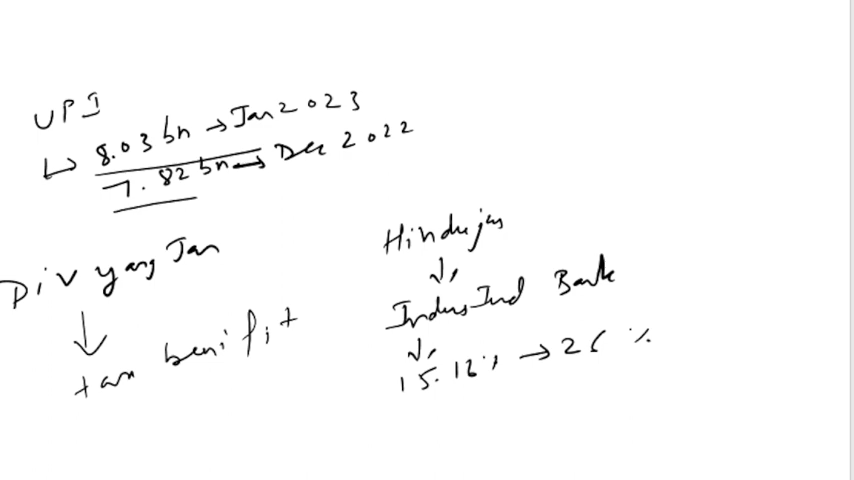 UPI
↳ 8.03 bn → Jan 2023
7.82 bn → Dec 2022
Divyang Jan
↓
tax benifit
Hindujas
↓
IndusInd Bank
↓
15.12% → 26 %